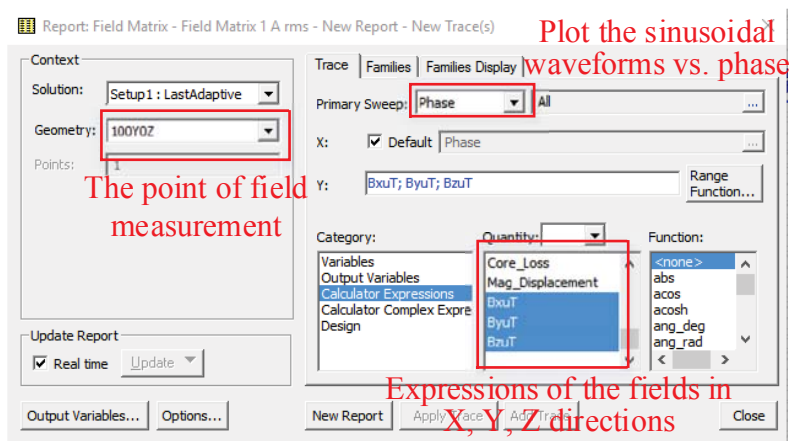 Report: Field Matrix - Field Matrix 1 A rms - New Report - New Trace(s)
Plot the sinusoidal
waveforms vs. phase
Context
Solution: Setup1 : LastAdaptive
Geometry: 100Y0Z
Points: 1
The point of field
measurement
Update Report
Real time Update
Output Variables... Options...
Trace Families Families Display
Primary Sweep: Phase All ...
X: Default Phase ...
Y: BxuT; ByuT; BzuT Range
Function...
Category: Quantity: Function:
Variables
Output Variables
Calculator Expressions
Calculator Complex Expre
Design
Core_Loss
Mag_Displacement
BxuT
ByuT
BzuT
<none>
abs
acos
acosh
ang_deg
ang_rad
Expressions of the fields in
X, Y, Z directions
New Report Apply Trace Add Trace Close